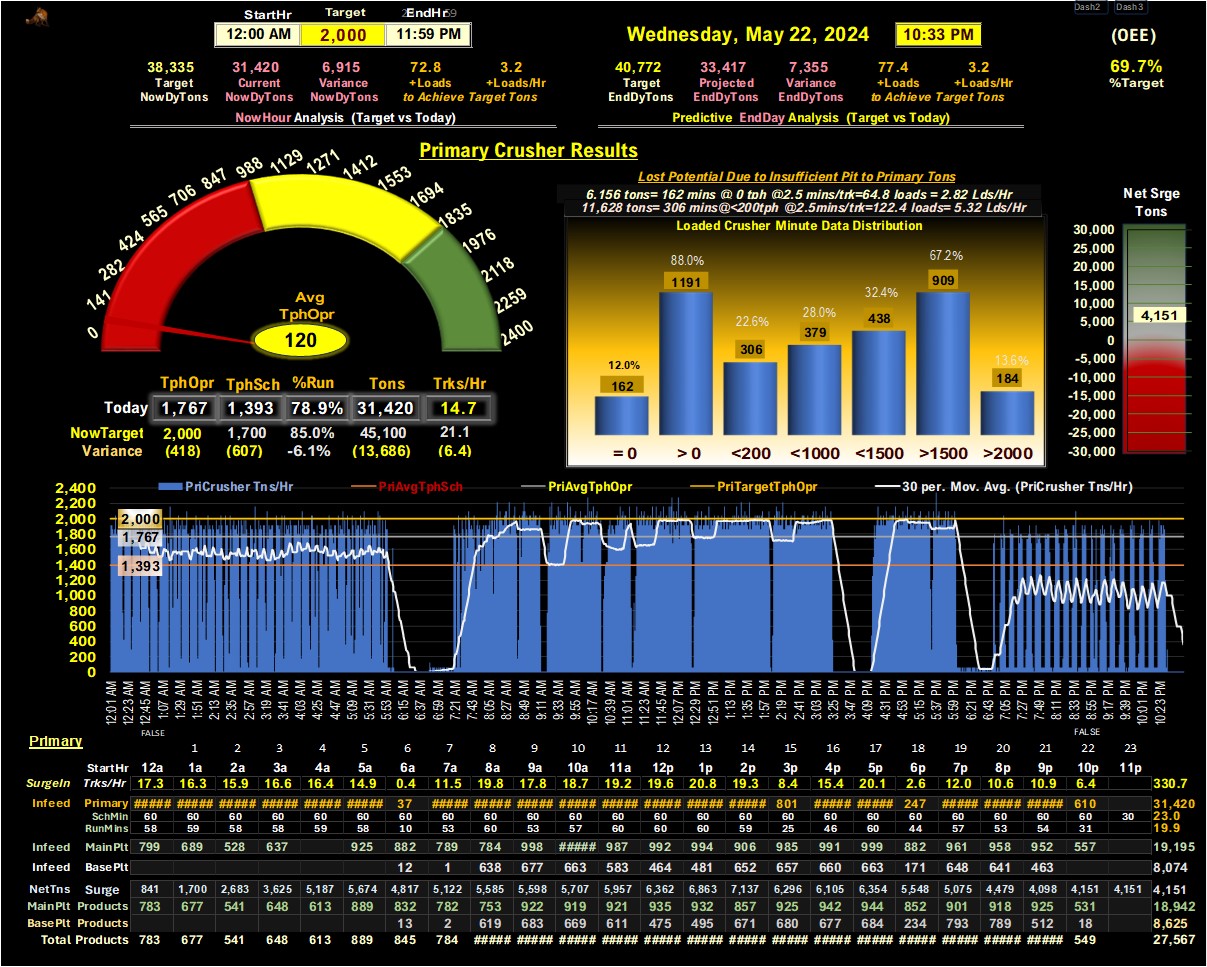 Dash2 Dash3
StartHr Target EndHr
12:00 AM 2,000 11:59 PM
Wednesday, May 22, 2024 10:33 PM
(OEE)
38,335 31,420 6,915 72.8 3.2
Target Current Variance +Loads +Loads/Hr
NowDyTons NowDyTons NowDyTons to Achieve Target Tons
NowHour Analysis (Target vs Today)
40,772 33,417 7,355 77.4 3.2
Target Projected Variance +Loads +Loads/Hr
EndDyTons EndDyTons EndDyTons to Achieve Target Tons
Predictive EndDay Analysis (Target vs Today)
69.7%
%Target
Primary Crusher Results
0 141 282 424 565 706 847 988 1129 1271 1412 1553 1694 1835 1976 2118 2259 2400
Avg
TphOpr
120
TphOpr TphSch %Run Tons Trks/Hr
Today 1,767 1,393 78.9% 31,420 14.7
NowTarget 2,000 1,700 85.0% 45,100 21.1
Variance (418) (607) -6.1% (13,686) (6.4)
Lost Potential Due to Insufficient Pit to Primary Tons
6.156 tons= 162 mins @ 0 tph @2.5 mins/trk=64.8 loads = 2.82 Lds/Hr
11,628 tons= 306 mins@<200tph @2.5mins/trk=122.4 loads= 5.32 Lds/Hr
Loaded Crusher Minute Data Distribution
12.0% 88.0% 22.6% 28.0% 32.4% 67.2% 13.6%
162 1191 306 379 438 909 184
= 0 > 0 <200 <1000 <1500 >1500 >2000
Net Srge
Tons
30,000
25,000
20,000
15,000
10,000
5,000
0
-5,000
-10,000
-15,000
-20,000
-25,000
-30,000
4,151
PriCrusher Tns/Hr PriAvgTphSch PriAvgTphOpr PriTargetTphOpr 30 per. Mov. Avg. (PriCrusher Tns/Hr)
2,400
2,200
2,000
1,800
1,600
1,400
1,200
1,000
800
600
400
200
0
2,000
1,767
1,393
12:01 AM 12:23 AM 12:45 AM 1:07 AM 1:29 AM 1:51 AM 2:13 AM 2:35 AM 2:57 AM 3:19 AM 3:41 AM 4:03 AM 4:25 AM 4:47 AM 5:09 AM 5:31 AM 5:53 AM 6:15 AM 6:37 AM 6:59 AM 7:21 AM 7:43 AM 8:05 AM 8:27 AM 8:49 AM 9:11 AM 9:33 AM 9:55 AM 10:17 AM 10:39 AM 11:01 AM 11:23 AM 11:45 AM 12:07 PM 12:29 PM 12:51 PM 1:13 PM 1:35 PM 1:57 PM 2:19 PM 2:41 PM 3:03 PM 3:25 PM 3:47 PM 4:09 PM 4:31 PM 4:53 PM 5:15 PM 5:37 PM 5:59 PM 6:21 PM 6:43 PM 7:05 PM 7:27 PM 7:49 PM 8:11 PM 8:33 PM 8:55 PM 9:17 PM 9:39 PM 10:01 PM 10:23 PM
FALSE FALSE
Primary 1 2 3 4 5 6 7 8 9 10 11 12 13 14 15 16 17 18 19 20 21 22 23
StartHr 12a 1a 2a 3a 4a 5a 6a 7a 8a 9a 10a 11a 12p 1p 2p 3p 4p 5p 6p 7p 8p 9p 10p 11p
SurgeIn Trks/Hr 17.3 16.3 15.9 16.6 16.4 14.9 0.4 11.5 19.8 17.8 18.7 19.2 19.6 20.8 19.3 8.4 15.4 20.1 2.6 12.0 10.6 10.9 6.4 330.7
Infeed Primary ##### ##### ##### ##### ##### ##### 37 ##### ##### ##### ##### ##### ##### ##### ##### 801 ##### ##### 247 ##### ##### ##### 610 31,420
SchMin 60 60 60 60 60 60 60 60 60 60 60 60 60 60 60 60 60 60 60 60 60 60 60 30 23.0
RunMins 58 59 58 58 59 58 10 53 60 53 57 60 60 57 59 25 46 60 44 57 53 54 31 19.9
Infeed MainPlt 799 689 528 637 925 882 789 784 998 ##### 987 992 994 906 985 991 999 882 961 958 952 557 19,195
Infeed BasePlt 12 1 638 677 663 583 464 481 652 657 660 663 171 648 641 463 8,074
NetTns Surge 841 1,700 2,683 3,625 5,187 5,674 4,817 5,122 5,585 5,598 5,707 5,957 6,362 6,863 7,137 6,296 6,105 6,354 5,548 5,075 4,479 4,098 4,151 4,151 4,151
MainPlt Products 783 677 541 648 613 889 832 782 753 922 919 921 935 932 857 925 942 944 852 901 918 925 531 18,942
BasePlt Products 13 2 619 683 669 611 475 495 671 680 677 684 234 793 789 512 18 8,625
Total Products 783 677 541 648 613 889 845 784 ##### ##### ##### ##### ##### ##### ##### ##### ##### ##### ##### ##### ##### ##### 549 27,567